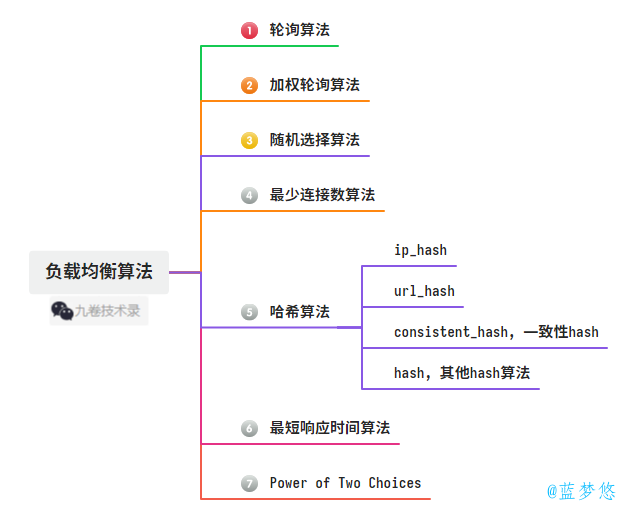 1 轮询算法
2 加权轮询算法
3 随机选择算法
4 最少连接数算法
负载均衡算法
九卷技术录
5 哈希算法
ip_hash
url_hash
consistent_hash，一致性hash
hash，其他hash算法
6 最短响应时间算法
7 Power of Two Choices
@蓝梦悠